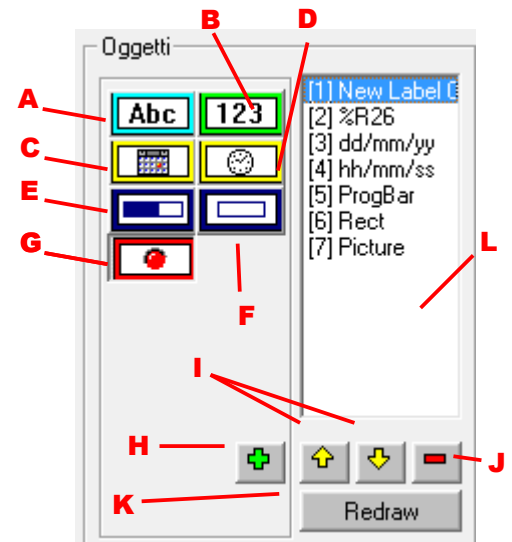 B
D
Oggetti
A
Abc
123
[1] New Label
[2] %R26
C
[3] dd/mm/yy
[4] hh/mm/ss
E
[5] ProgBar
[6] Rect
G
[7] Picture
L
F
I
H
J
K
Redraw